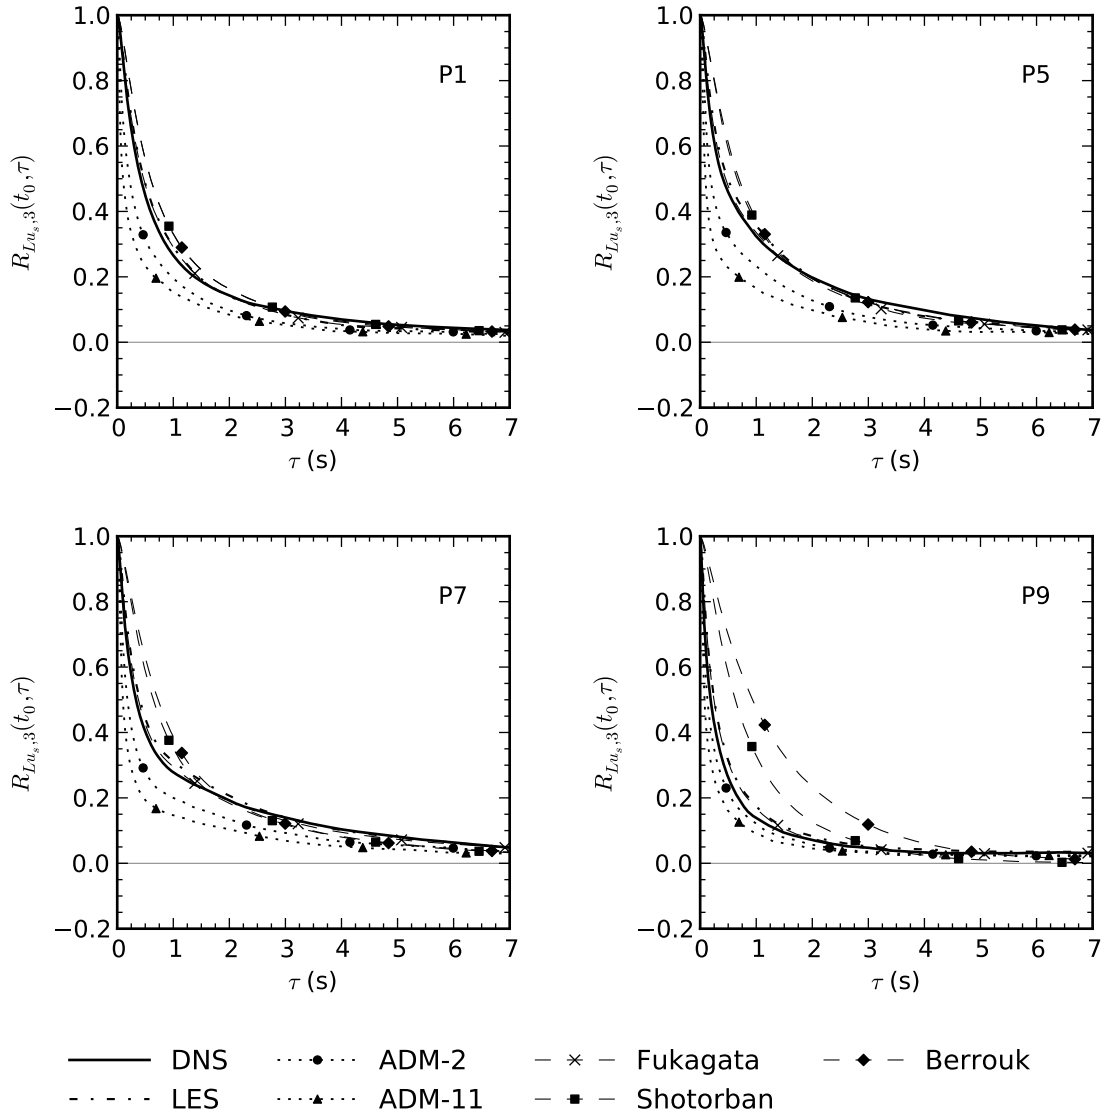 1.0
0.8
0.6
0.4
0.2
0.0
−0.2
R_{Lu_s,3}(t_0,τ)
P1
0 1 2 3 4 5 6 7
τ (s)
1.0
0.8
0.6
0.4
0.2
0.0
−0.2
R_{Lu_s,3}(t_0,τ)
P5
0 1 2 3 4 5 6 7
τ (s)
1.0
0.8
0.6
0.4
0.2
0.0
−0.2
R_{Lu_s,3}(t_0,τ)
P7
0 1 2 3 4 5 6 7
τ (s)
1.0
0.8
0.6
0.4
0.2
0.0
−0.2
R_{Lu_s,3}(t_0,τ)
P9
0 1 2 3 4 5 6 7
τ (s)
DNS ADM-2 Fukagata Berrouk
LES ADM-11 Shotorban